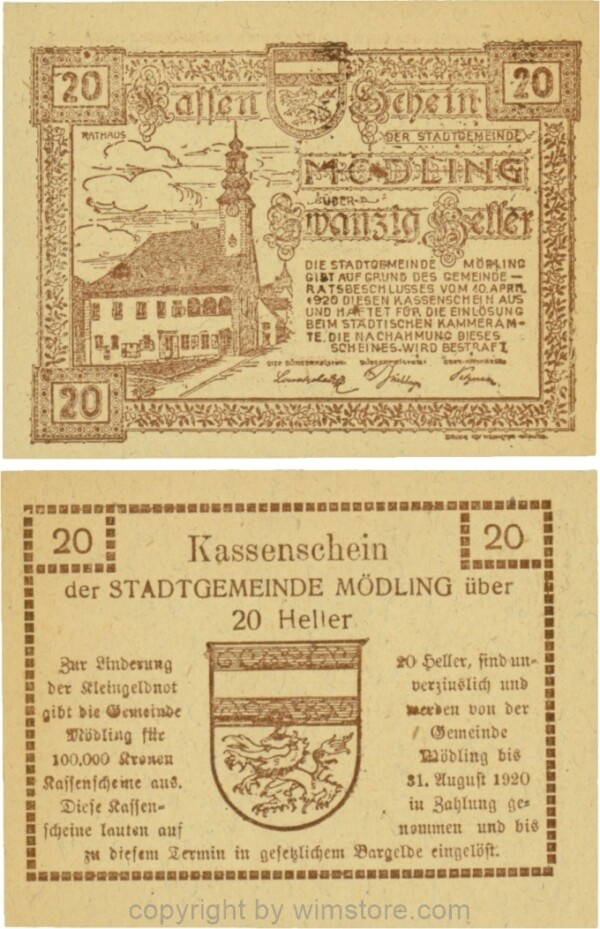 20
20
Kassen Schein
RATHAUS
DER STADTGEMEINDE
MÖDLING
ÜBER
Zwanzig Heller
DIE STADTGEMEINDE MÖDLING
GIBT AUF GRUND DES GEMEINDE-
RATSBESCHLUSSES VOM 10. APRIL
1920 DIESEN KASSENSCHEIN AUS
UND HAFTET FÜR DIE EINLÖSUNG
BEIM STÄDTISCHEN KAMMERAM-
TE. DIE NACHAHMUNG DIESES
SCHEINES WIRD BESTRAFT.
20
20
20
Kassenschein
der STADTGEMEINDE MÖDLING über
20 Heller
Zur Linderung
der Kleingeldnot
gibt die Gemeinde
Mödling für
100.000 Kronen
Kassenscheine aus.
Diese Kassen-
scheine lauten auf
20 Heller, sind un-
verzinslich und
werden von der
Gemeinde
Mödling bis
31. August 1920
in Zahlung ge-
nommen und bis
zu diesem Termin in gesetzlichem Bargelde eingelöst.
copyright by wimstore.com